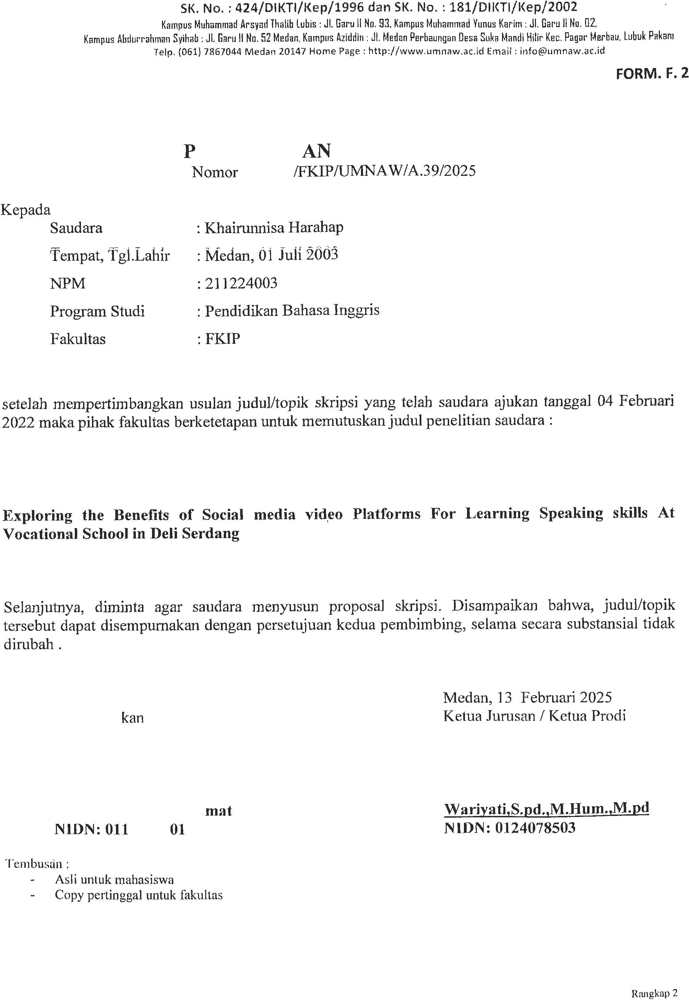 SK. No. : 424/DIKTI/Kep/1996 dan SK. No. : 181/DIKTI/Kep/2002
Kampus Muhammad Arsyad Thalib Lubis : Jl. Garu II No. 93, Kampus Muhammad Yunus Karim : Jl. Garu II No. 02,
Kampus Abdurrahman Syihab : Jl. Garu II No. 52 Medan, Kampus Aziddin : Jl. Medan Perbaungan Desa Suka Mandi Hilir Kec. Pagar Merbau, Lubuk Pakam
Telp. (061) 7867044 Medan 20147 Home Page : http://www.umnaw.ac.id Email : info@umnaw.ac.id
FORM. F. 2
P AN
Nomor /FKIP/UMNAW/A.39/2025
Kepada
Saudara : Khairunnisa Harahap
Tempat, Tgl.Lahir : Medan, 01 Juli 2003
NPM : 211224003
Program Studi : Pendidikan Bahasa Inggris
Fakultas : FKIP
setelah mempertimbangkan usulan judul/topik skripsi yang telah saudara ajukan tanggal 04 Februari
2022 maka pihak fakultas berketetapan untuk memutuskan judul penelitian saudara :
Exploring the Benefits of Social media video Platforms For Learning Speaking skills At
Vocational School in Deli Serdang
Selanjutnya, diminta agar saudara menyusun proposal skripsi. Disampaikan bahwa, judul/topik
tersebut dapat disempurnakan dengan persetujuan kedua pembimbing, selama secara substansial tidak
dirubah .
Medan, 13 Februari 2025
kan Ketua Jurusan / Ketua Prodi
mat Wariyati,S.pd.,M.Hum.,M.pd
NIDN: 011 01 NIDN: 0124078503
Tembusan :
- Asli untuk mahasiswa
- Copy pertinggal untuk fakultas
Rangkap 2